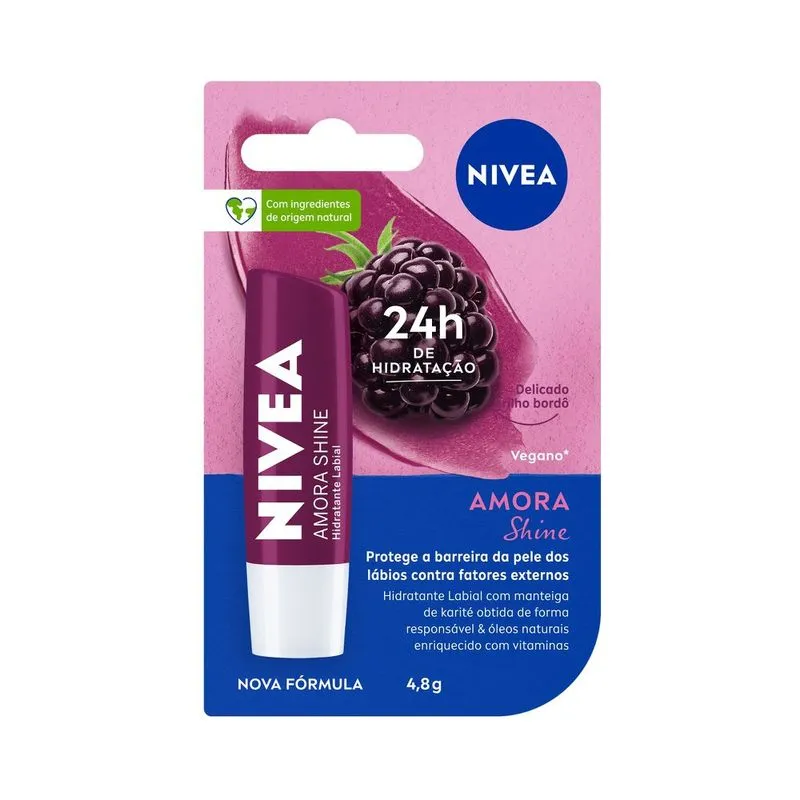 NIVEA
Com ingredientes
de origem natural
24h
DE
HIDRATAÇÃO
Delicado
bordô
Vegano*
NIVEA
AMORA SHINE
Hidratante Labial
AMORA
Shine
Protege a barreira da pele dos
lábios contra fatores externos
Hidratante Labial com manteiga
de karité obtida de forma
responsável & óleos naturais
enriquecido com vitaminas
NOVA FÓRMULA
4,8g